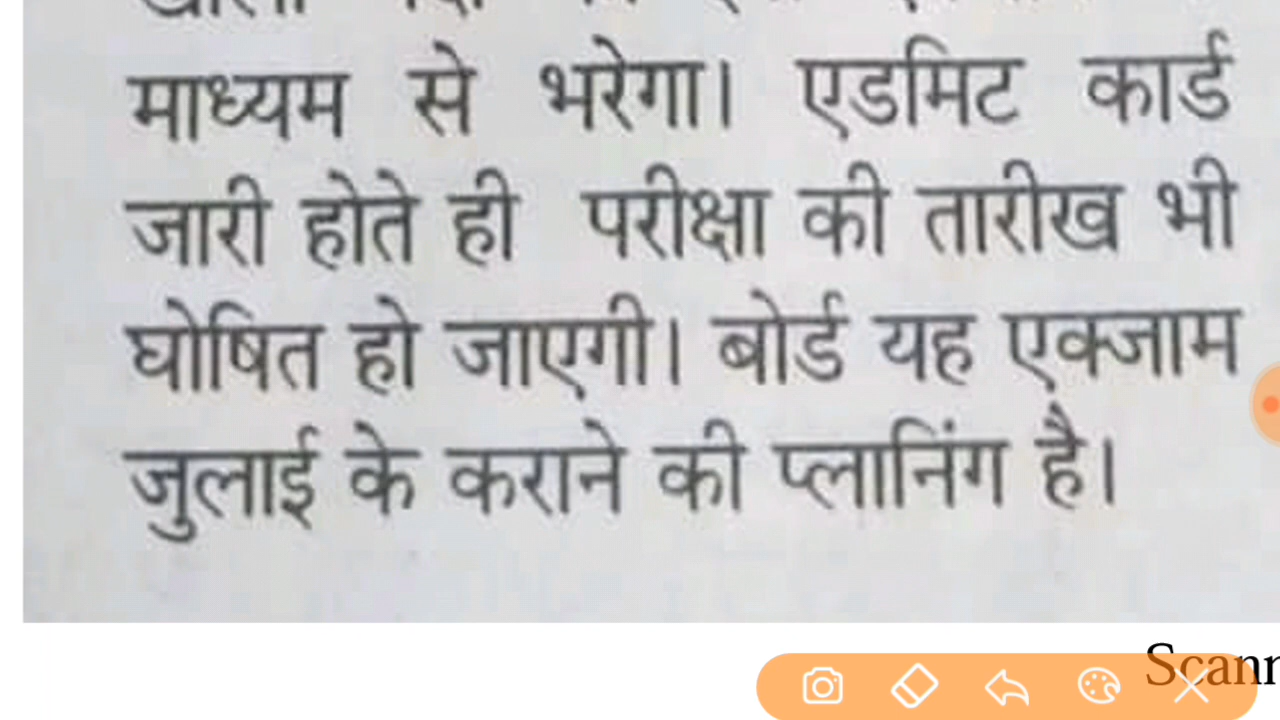 माध्यम से भरेगा। एडमिट कार्ड
जारी होते ही परीक्षा की तारीख भी
घोषित हो जाएगी। बोर्ड यह एक्जाम
जुलाई के कराने की प्लानिंग है।
Scann